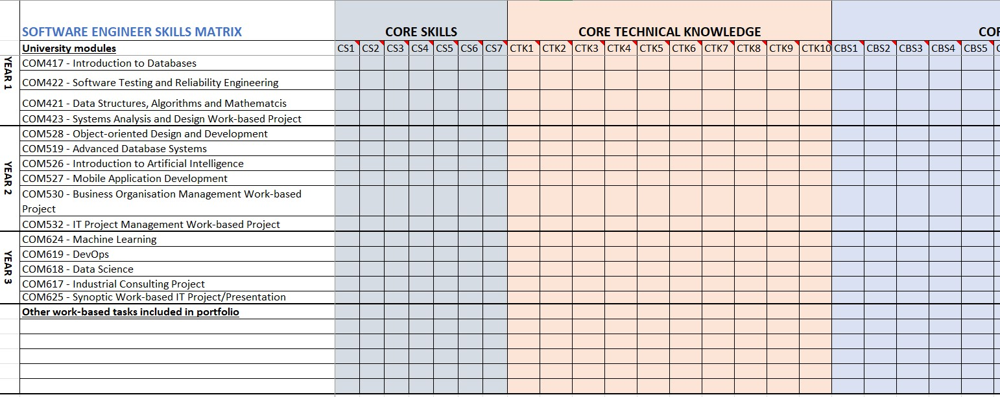 SOFTWARE ENGINEER SKILLS MATRIX CORE SKILLS CORE TECHNICAL KNOWLEDGE
University modules CS1 CS2 CS3 CS4 CS5 CS6 CS7 CTK1 CTK2 CTK3 CTK4 CTK5 CTK6 CTK7 CTK8 CTK9 CTK10 CBS1 CBS2 CBS3 CBS4 CBS5
YEAR 1
COM417 - Introduction to Databases
COM422 - Software Testing and Reliability Engineering
COM421 - Data Structures, Algorithms and Mathematcis
COM423 - Systems Analysis and Design Work-based Project
YEAR 2
COM528 - Object-oriented Design and Development
COM519 - Advanced Database Systems
COM526 - Introduction to Artificial Intelligence
COM527 - Mobile Application Development
COM530 - Business Organisation Management Work-based
Project
COM532 - IT Project Management Work-based Project
YEAR 3
COM624 - Machine Learning
COM619 - DevOps
COM618 - Data Science
COM617 - Industrial Consulting Project
COM625 - Synoptic Work-based IT Project/Presentation
Other work-based tasks included in portfolio